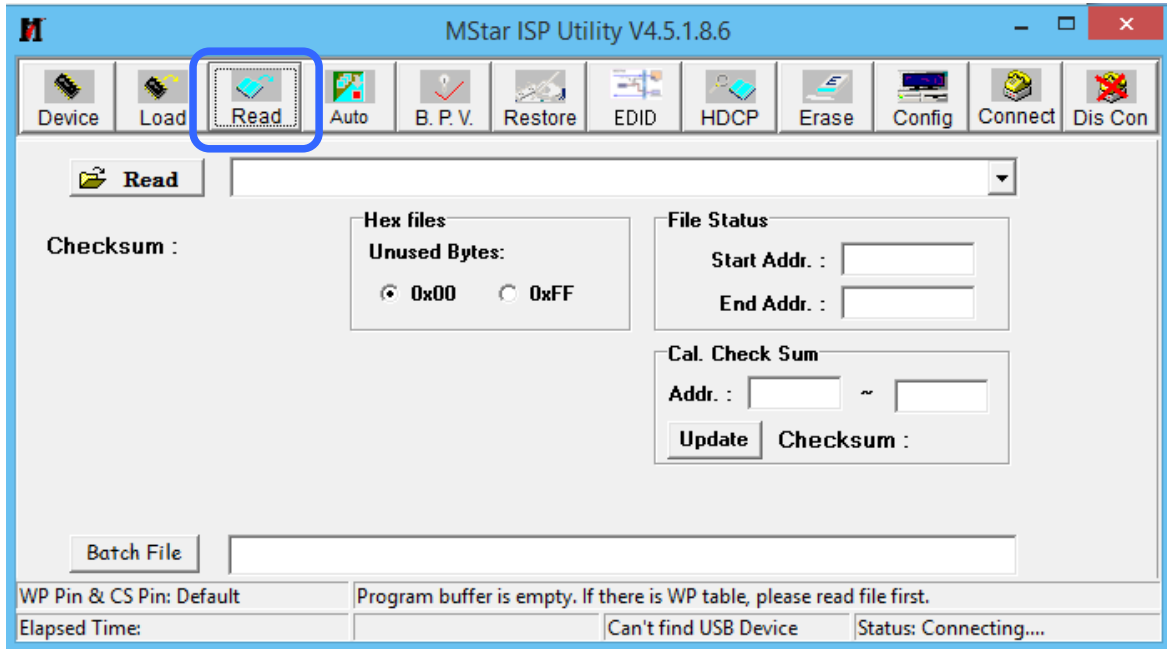 MStar ISP Utility V4.5.1.8.6
Device Load Read Auto B. P. V. Restore EDID HDCP Erase Config Connect Dis Con
Read
Checksum :
Hex files
Unused Bytes:
0x00 0xFF
File Status
Start Addr. :
End Addr. :
Cal. Check Sum
Addr. : ~
Update Checksum :
Batch File
WP Pin & CS Pin: Default Program buffer is empty. If there is WP table, please read file first.
Elapsed Time: Can't find USB Device Status: Connecting....